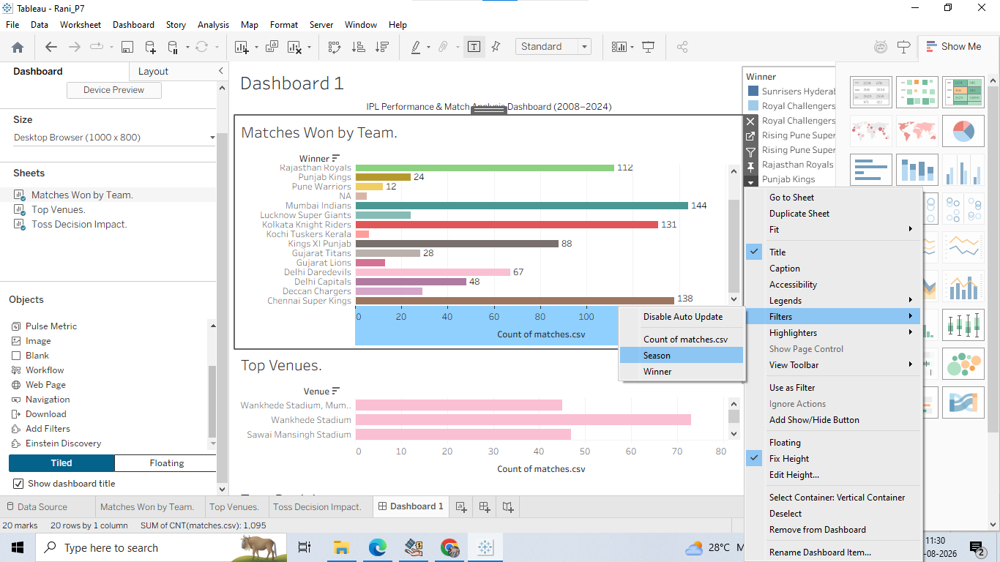 Tableau - Rani_P7
File Data Worksheet Dashboard Story Analysis Map Format Server Window Help
Standard
Show Me
Dashboard Layout
Device Preview
Size
Desktop Browser (1000 x 800)
Sheets
Matches Won by Team.
Top Venues.
Toss Decision Impact.
Objects
Pulse Metric
Image
Blank
Workflow
Web Page
Navigation
Download
Add Filters
Einstein Discovery
Tiled Floating
Show dashboard title
Dashboard 1
IPL Performance & Match Analysis Dashboard (2008–2024)
Matches Won by Team.
Winner
Rajasthan Royals 112
Punjab Kings 24
Pune Warriors 12
NA
Mumbai Indians 144
Lucknow Super Giants
Kolkata Knight Riders 131
Kochi Tuskers Kerala
Kings XI Punjab 88
Gujarat Titans 28
Gujarat Lions
Delhi Daredevils 67
Delhi Capitals 48
Deccan Chargers
Chennai Super Kings 138
0 20 40 60 80 100
Count of matches.csv
Top Venues.
Venue
Wankhede Stadium, Mum..
Wankhede Stadium
Sawai Mansingh Stadium
0 10 20 30 40 50 60 70 80
Count of matches.csv
Winner
Sunrisers Hyderab
Royal Challengers
Royal Challengers
Rising Pune Super
Rising Pune Super
Rajasthan Royals
Punjab Kings
Go to Sheet
Duplicate Sheet
Fit
Title
Caption
Accessibility
Legends
Filters
Highlighters
Show Page Control
View Toolbar
Use as Filter
Ignore Actions
Add Show/Hide Button
Floating
Fix Height
Edit Height...
Select Container: Vertical Container
Deselect
Remove from Dashboard
Rename Dashboard Item...
Disable Auto Update
Count of matches.csv
Season
Winner
Data Source Matches Won by Team. Top Venues. Toss Decision Impact. Dashboard 1
20 marks 20 rows by 1 column SUM of CNT(matches.csv): 1,095
Type here to search
28°C M
11:30
-08-2026
2